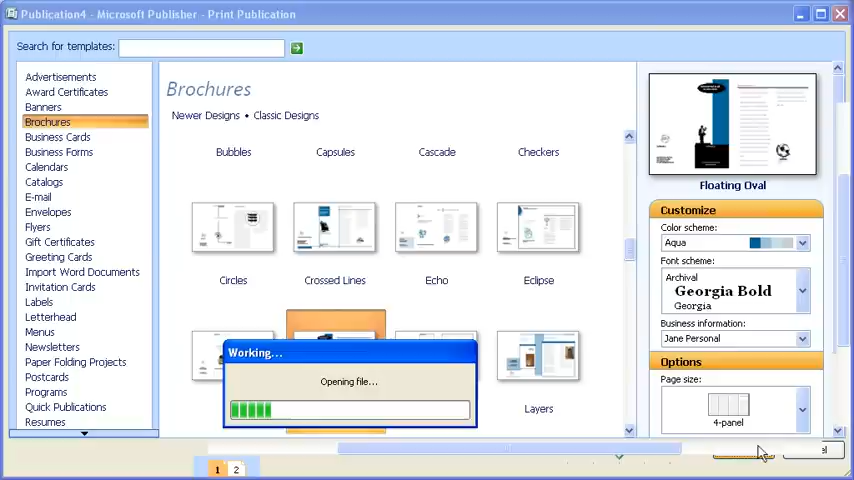 Publication4 - Microsoft Publisher - Print Publication
Search for templates:
Advertisements
Award Certificates
Banners
Brochures
Business Cards
Business Forms
Calendars
Catalogs
E-mail
Envelopes
Flyers
Gift Certificates
Greeting Cards
Import Word Documents
Invitation Cards
Labels
Letterhead
Menus
Newsletters
Paper Folding Projects
Postcards
Programs
Quick Publications
Resumes
Brochures
Newer Designs • Classic Designs
Bubbles
Capsules
Cascade
Checkers
Circles
Crossed Lines
Echo
Eclipse
Layers
Working...
Opening file...
Floating Oval
Customize
Color scheme:
Aqua
Font scheme:
Archival
Georgia Bold
Georgia
Business information:
Jane Personal
Options
Page size:
4-panel
1 2